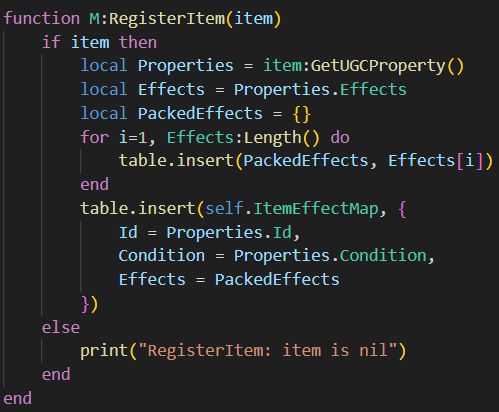 function M:RegisterItem(item)
    if item then
        local Properties = item:GetUGCProperty()
        local Effects = Properties.Effects
        local PackedEffects = {}
        for i=1, Effects:Length() do
            table.insert(PackedEffects, Effects[i])
        end
        table.insert(self.ItemEffectMap, {
            Id = Properties.Id,
            Condition = Properties.Condition,
            Effects = PackedEffects
        })
    else
        print("RegisterItem: item is nil")
    end
end